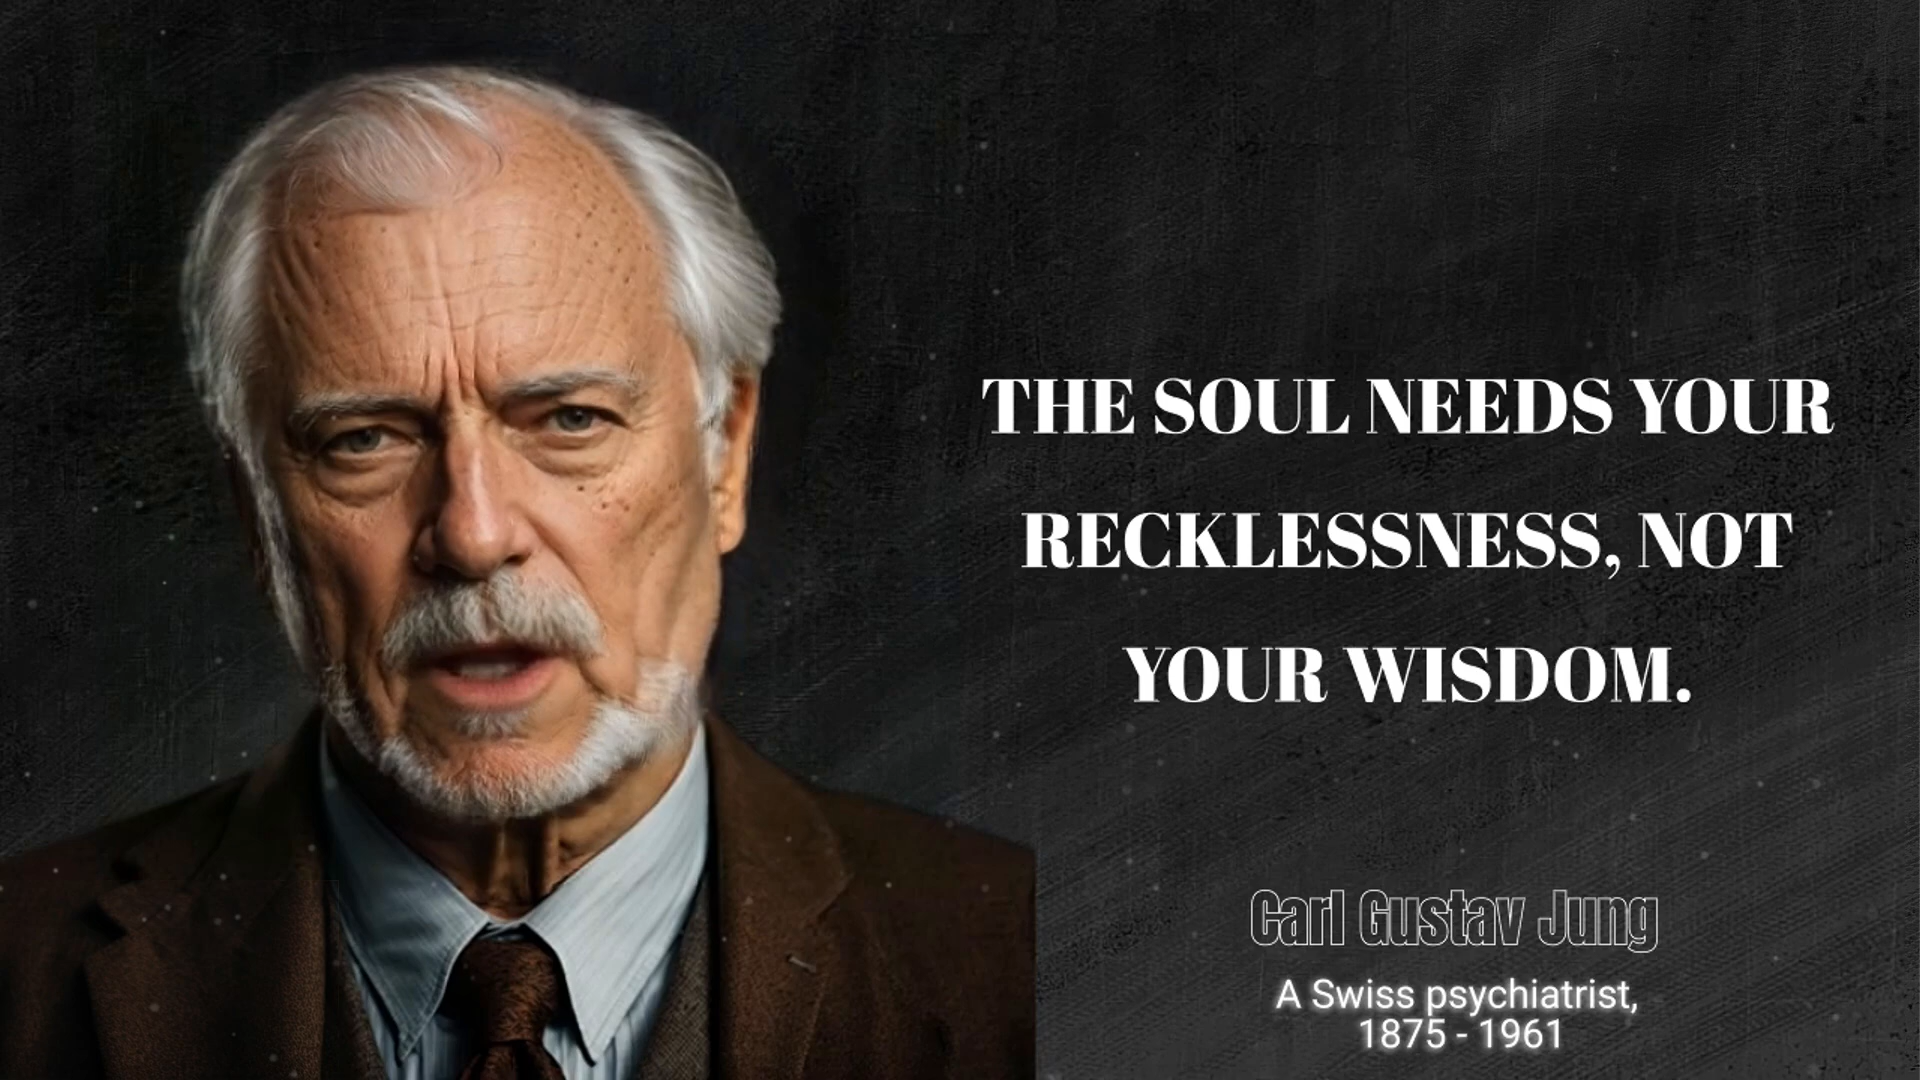 THE SOUL NEEDS YOUR
RECKLESSNESS, NOT
YOUR WISDOM.
Carl Gustav Jung
A Swiss psychiatrist,
1875 - 1961